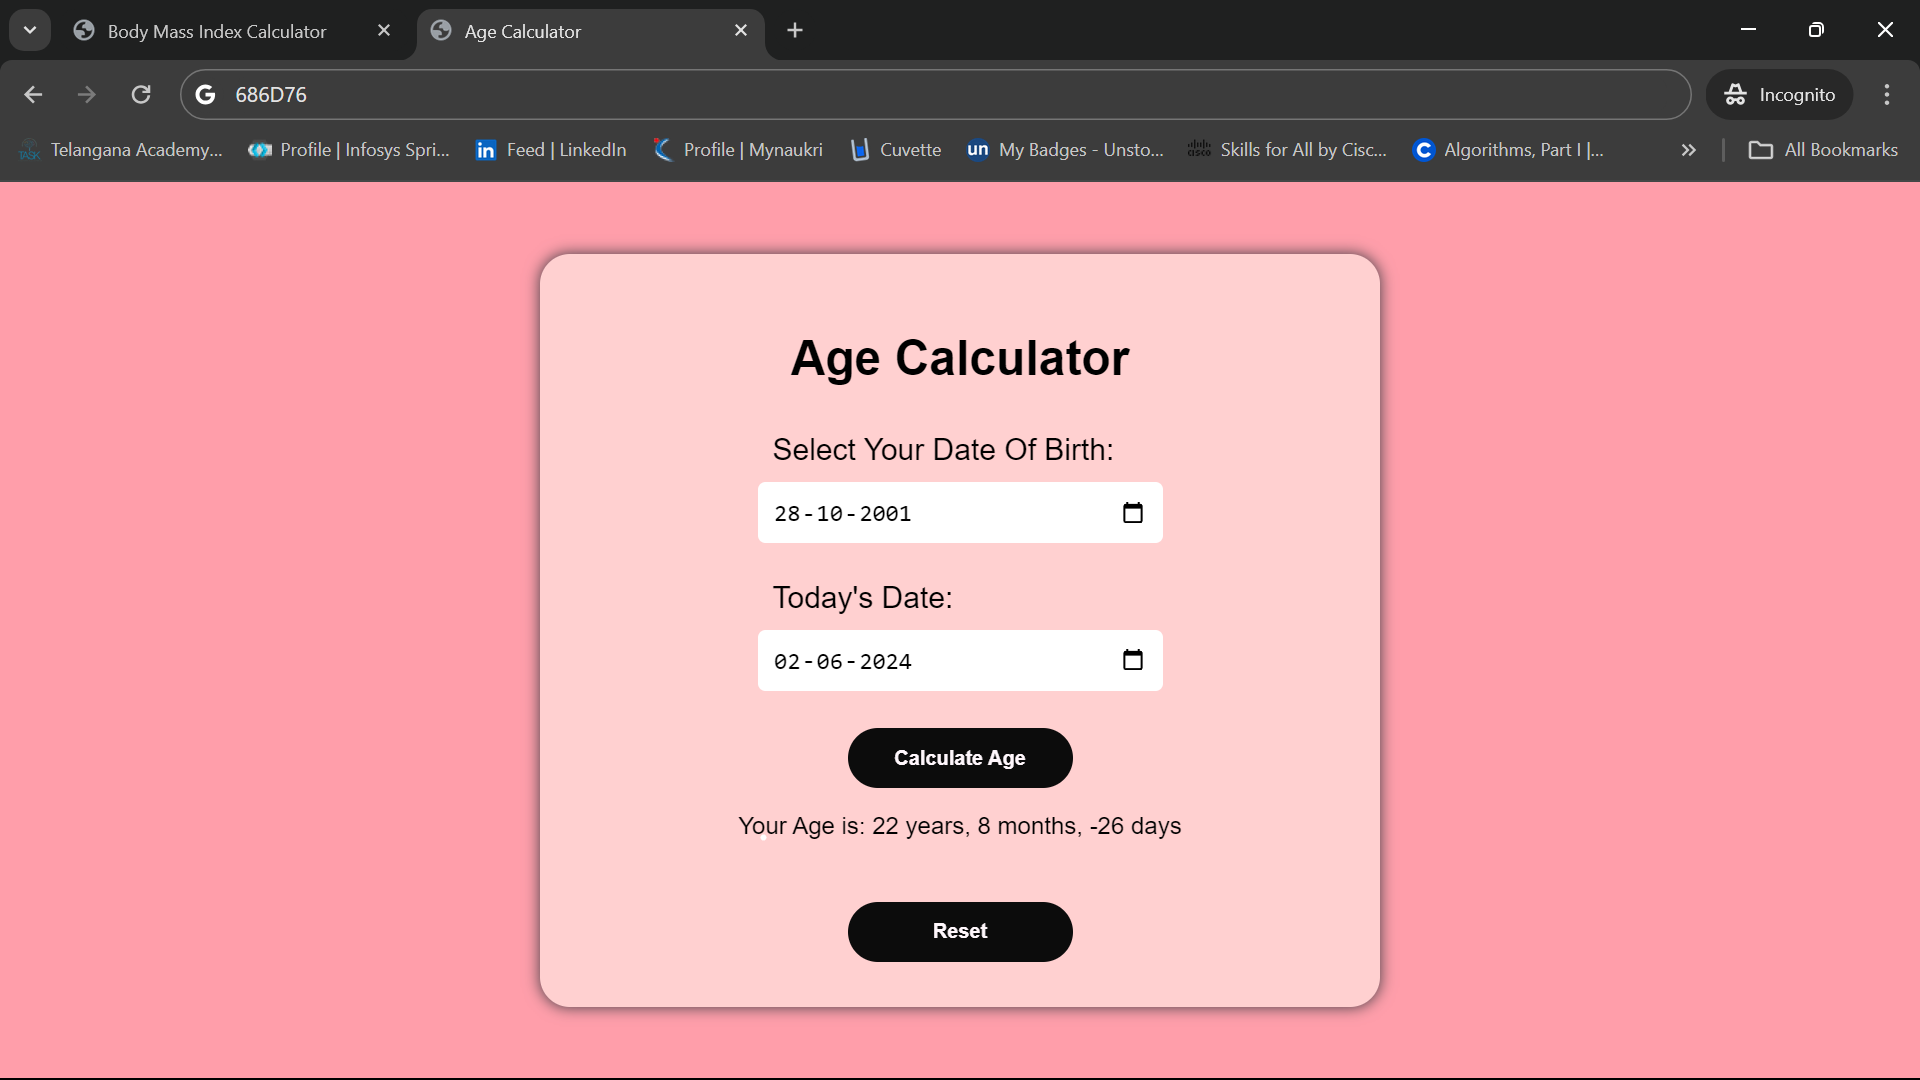 Body Mass Index Calculator
Age Calculator
686D76
Incognito
Telangana Academy...
Profile | Infosys Spri...
in Feed | LinkedIn
Profile | Mynaukri
Cuvette
un My Badges - Unsto...
cisco Skills for All by Cisc...
C Algorithms, Part I |...
All Bookmarks
Age Calculator
Select Your Date Of Birth:
28-10-2001
Today's Date:
02-06-2024
Calculate Age
Your Age is: 22 years, 8 months, -26 days
Reset